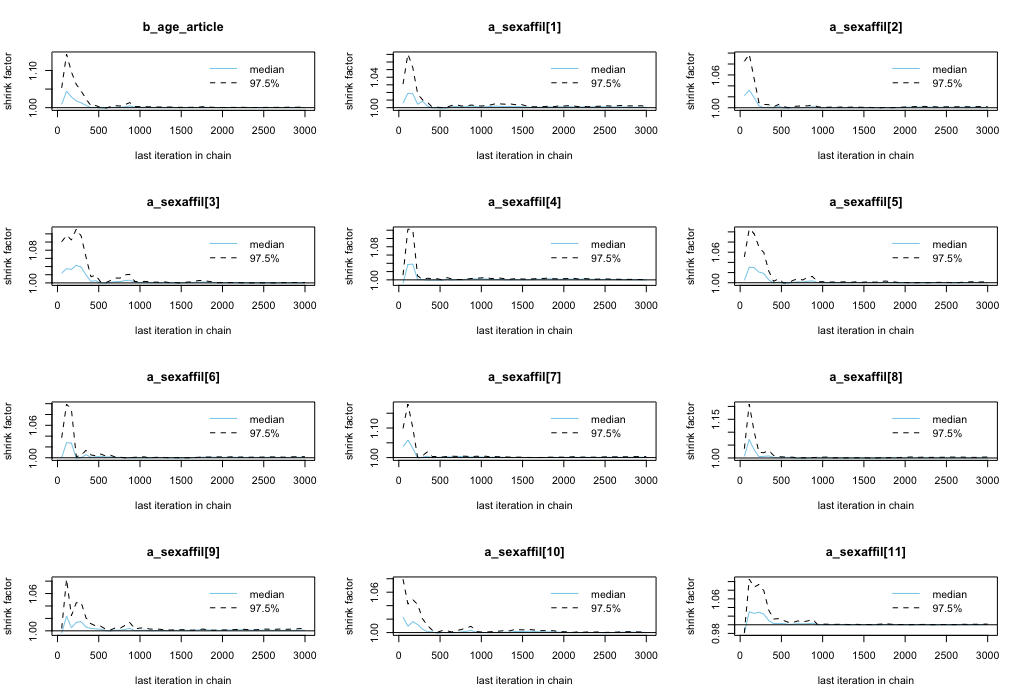 b_age_article
a_sexaffil[1]
a_sexaffil[2]
shrink factor
1.00 1.10
median
97.5%
0 500 1000 1500 2000 2500 3000
last iteration in chain
shrink factor
1.00 1.04
median
97.5%
0 500 1000 1500 2000 2500 3000
last iteration in chain
shrink factor
1.00 1.06
median
97.5%
0 500 1000 1500 2000 2500 3000
last iteration in chain
a_sexaffil[3]
a_sexaffil[4]
a_sexaffil[5]
shrink factor
1.00 1.08
median
97.5%
0 500 1000 1500 2000 2500 3000
last iteration in chain
shrink factor
1.00 1.08
median
97.5%
0 500 1000 1500 2000 2500 3000
last iteration in chain
shrink factor
1.00 1.06
median
97.5%
0 500 1000 1500 2000 2500 3000
last iteration in chain
a_sexaffil[6]
a_sexaffil[7]
a_sexaffil[8]
shrink factor
1.00 1.06
median
97.5%
0 500 1000 1500 2000 2500 3000
last iteration in chain
shrink factor
1.00 1.10
median
97.5%
0 500 1000 1500 2000 2500 3000
last iteration in chain
shrink factor
1.00 1.15
median
97.5%
0 500 1000 1500 2000 2500 3000
last iteration in chain
a_sexaffil[9]
a_sexaffil[10]
a_sexaffil[11]
shrink factor
1.00 1.06
median
97.5%
0 500 1000 1500 2000 2500 3000
last iteration in chain
shrink factor
1.00 1.06
median
97.5%
0 500 1000 1500 2000 2500 3000
last iteration in chain
shrink factor
0.98 1.06
median
97.5%
0 500 1000 1500 2000 2500 3000
last iteration in chain